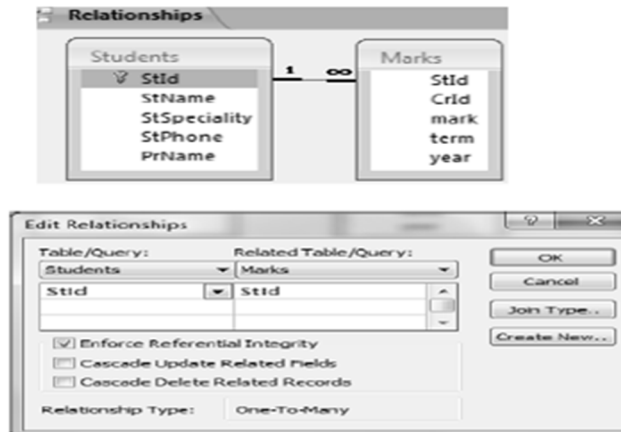 Relationships
Students
StId
StName
StSpeciality
StPhone
PrName
1 ∞
Marks
StId
CrId
mark
term
year
Edit Relationships
Table/Query: Related Table/Query:
Students Marks
StId StId
Enforce Referential Integrity
Cascade Update Related Fields
Cascade Delete Related Records
Relationship Type: One-To-Many
OK
Cancel
Join Type..
Create New..